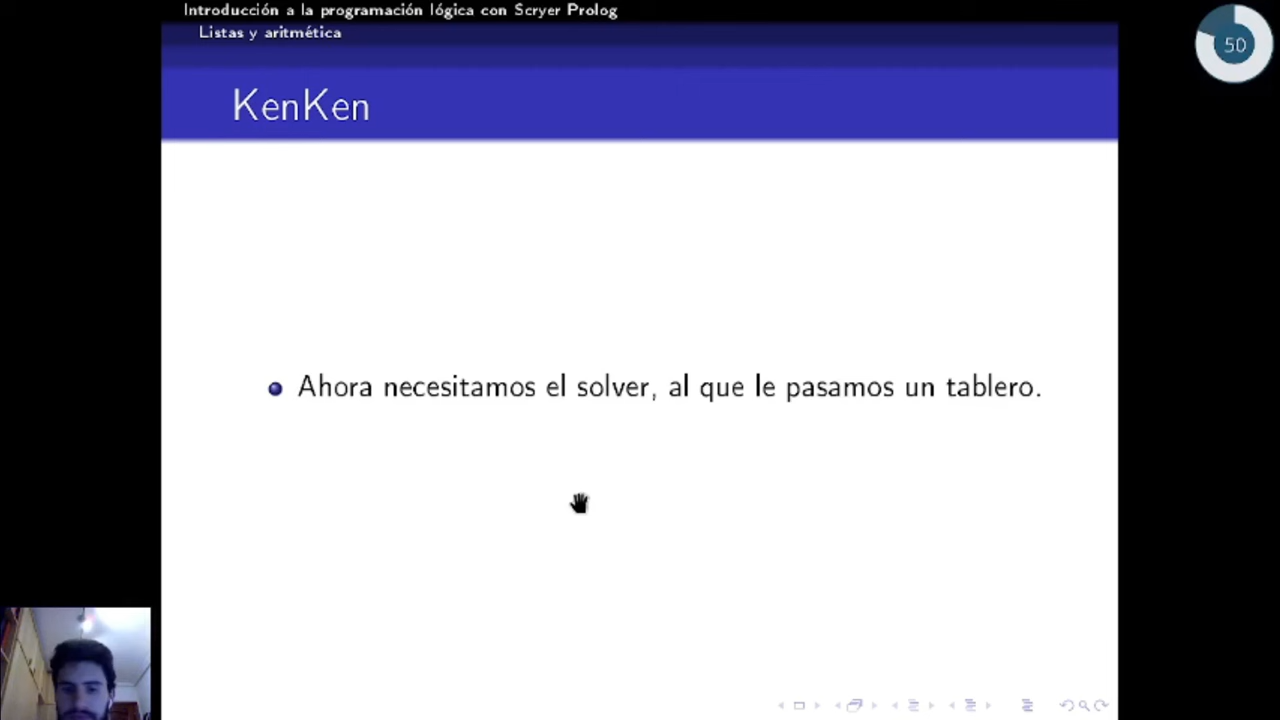 Introducción a la programación lógica con Scryer Prolog
Listas y aritmética
50
KenKen
Ahora necesitamos el solver, al que le pasamos un tablero.